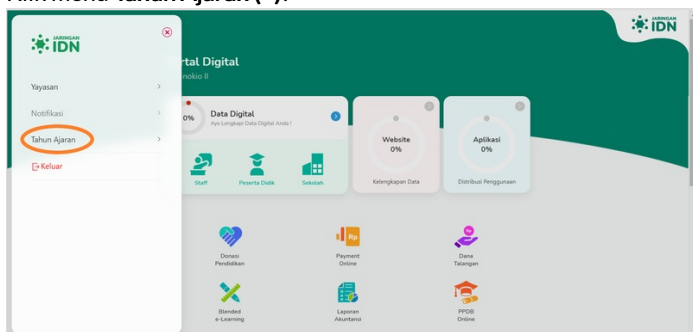 JARINGAN
IDN
JARINGAN
IDN
rtal Digital
nokio II
Yayasan
Notifikasi
Tahun Ajaran
Keluar
0%
Data Digital
Ayo Lengkapi Data Digital Anda !
Staff
Peserta Didik
Sekolah
Website
0%
Kelengkapan Data
Aplikasi
0%
Distribusi Penggunaan
Donasi
Pendidikan
Rp
Payment
Online
Dana
Talangan
Blended
e-Learning
Laporan
Akuntansi
PPDB
Online